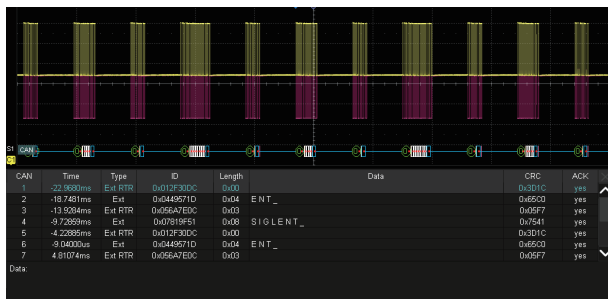 S1 CAN
C1
CAN Time Type ID Length Data CRC ACK
1 -22.9680ms Ext RTR 0x012F30DC 0x00 0x3D1C yes
2 -18.7481ms Ext 0x0449571D 0x04 E N T _ 0x65C0 yes
3 -13.9284ms Ext RTR 0x056A7E0C 0x03 0x05F7 yes
4 -9.72859ms Ext 0x07819F51 0x08 S I G L E N T _ 0x7541 yes
5 -4.22885ms Ext RTR 0x012F30DC 0x00 0x3D1C yes
6 -9.04000us Ext 0x0449571D 0x04 E N T _ 0x65C0 yes
7 4.81074ms Ext RTR 0x056A7E0C 0x03 0x05F7 yes
Data: